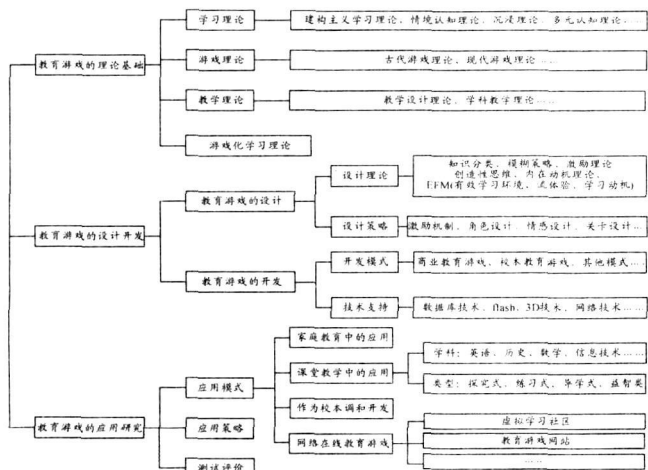 学习理论
建构主义学习理论、情境认知理论、沉浸理论、多元认知理论……
教育游戏的理论基础
游戏理论
古代游戏理论、现代游戏理论……
教学理论
教学设计理论、学科教学理论……
游戏化学习理论
教育游戏的设计开发
教育游戏的设计
设计理论
知识分类、模糊策略、激励理论
创造性思维、内在动机理论、
EFM(有效学习环境、流体验、学习动机)
设计策略
激励机制、角色设计、情感设计、关卡设计…
教育游戏的开发
开发模式
商业教育游戏、校本教育游戏、其他模式……
技术支持
数据库技术、flash、3D技术、网络技术……
教育游戏的应用研究
应用模式
家庭教育中的应用
课堂教学中的应用
学科：英语、历史、数学、信息技术……
类型：探究式、练习式、导学式、益智类
作为校本调和开发
网络在线教育游戏
虚拟学习社区
教育游戏网站
……
应用策略
测试评价